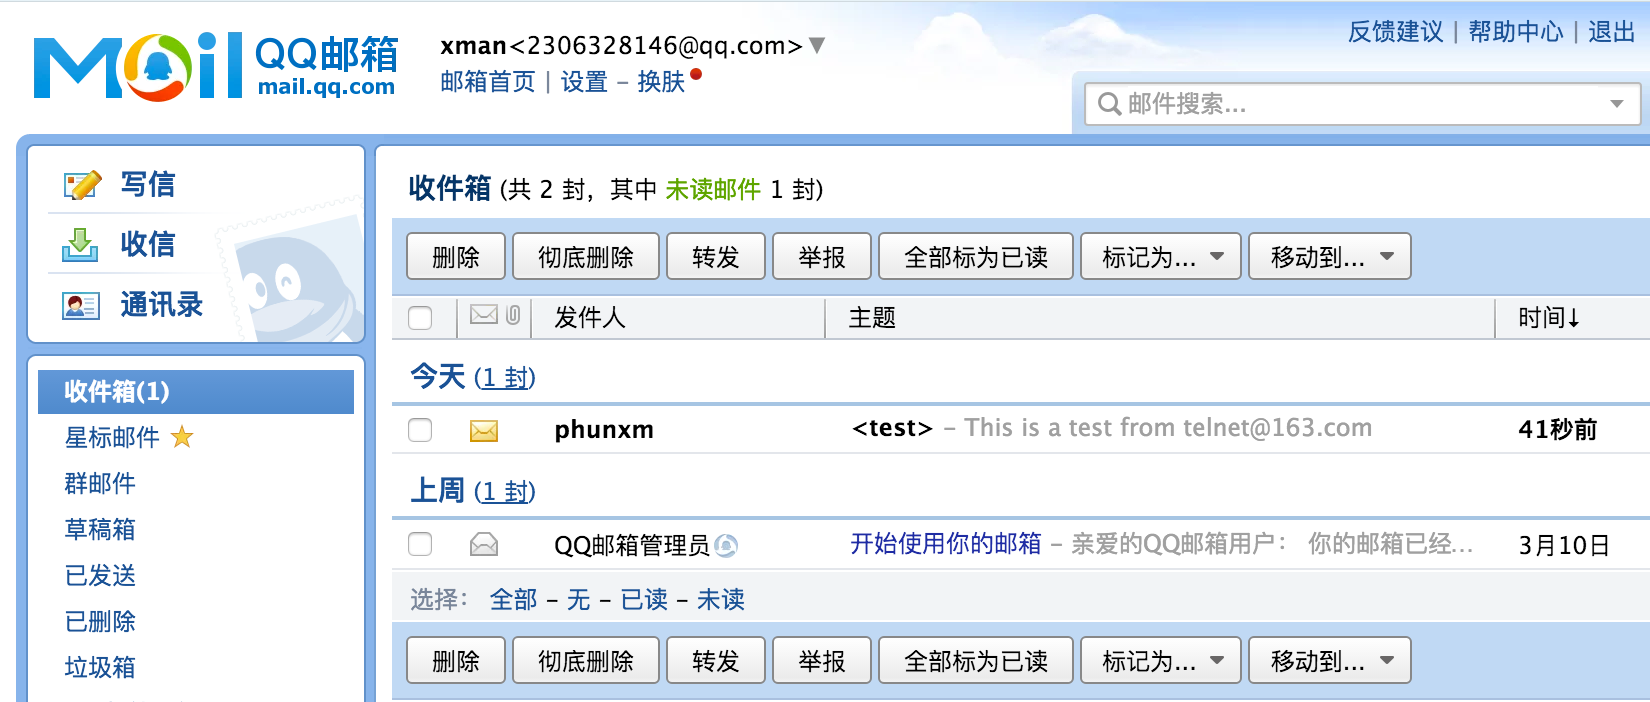 反馈建议 | 帮助中心 | 退出
Mail QQ邮箱
mail.qq.com
xman<2306328146@qq.com>
邮箱首页 | 设置 - 换肤
邮件搜索...
写信
收信
通讯录
收件箱(1)
星标邮件
群邮件
草稿箱
已发送
已删除
垃圾箱
收件箱 (共 2 封，其中 未读邮件 1 封)
删除 彻底删除 转发 举报 全部标为已读 标记为... 移动到...
发件人 主题 时间↓
今天 (1 封)
phunxm <test> - This is a test from telnet@163.com 41秒前
上周 (1 封)
QQ邮箱管理员 开始使用你的邮箱 - 亲爱的QQ邮箱用户： 你的邮箱已经... 3月10日
选择： 全部 - 无 - 已读 - 未读
删除 彻底删除 转发 举报 全部标为已读 标记为... 移动到...